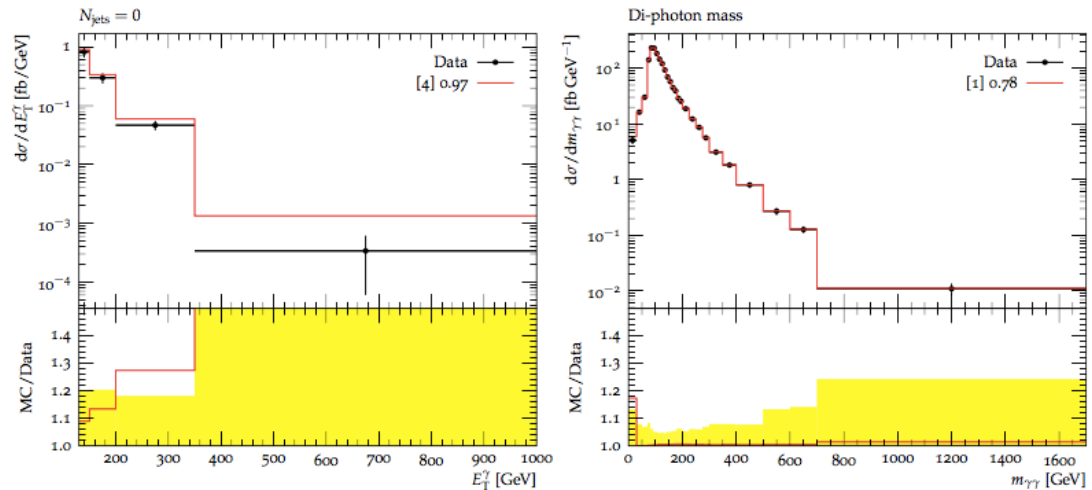 N_jets = 0
dσ/dE_T^γ [fb/GeV]
Data
[4] 0.97
1
10^−1
10^−2
10^−3
10^−4
MC/Data
1.4
1.3
1.2
1.1
1.0
200 300 400 500 600 700 800 900 1000
E_T^γ [GeV]
Di-photon mass
dσ/dm_γγ [fb GeV^−1]
Data
[1] 0.78
10^2
10^1
1
10^−1
10^−2
MC/Data
1.4
1.3
1.2
1.1
1.0
0 200 400 600 800 1000 1200 1400 1600
m_γγ [GeV]